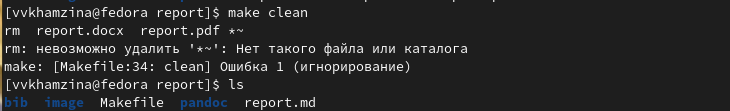 [vvkhamzina@fedora report]$ make clean
rm  report.docx  report.pdf *~
rm: невозможно удалить '*~': Нет такого файла или каталога
make: [Makefile:34: clean] Ошибка 1 (игнорирование)
[vvkhamzina@fedora report]$ ls
bib  image  Makefile  pandoc  report.md